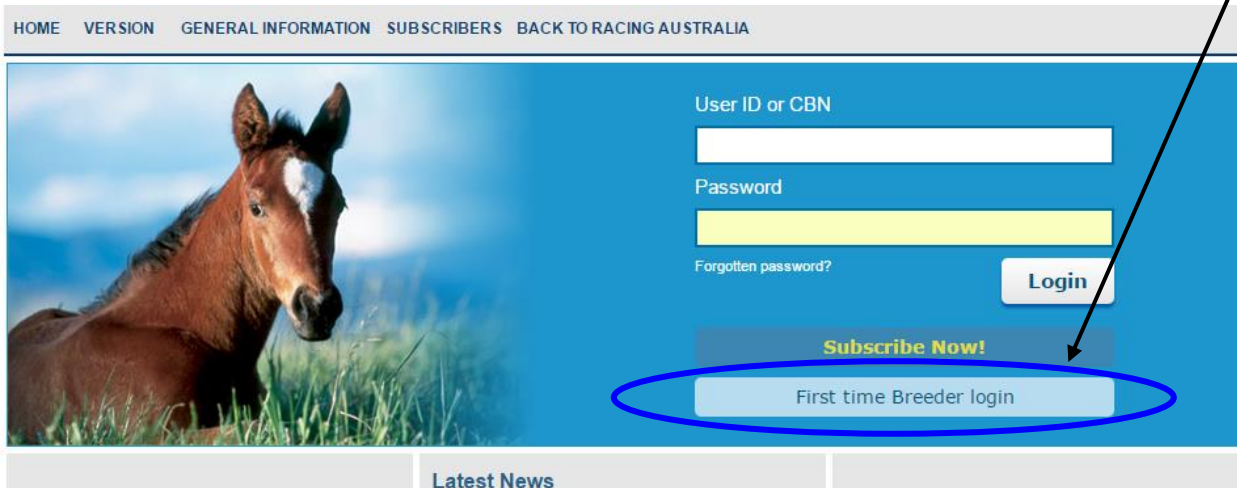 HOME VERSION GENERAL INFORMATION SUBSCRIBERS BACK TO RACING AUSTRALIA
User ID or CBN
Password
Forgotten password?
Login
Subscribe Now!
First time Breeder login
Latest News